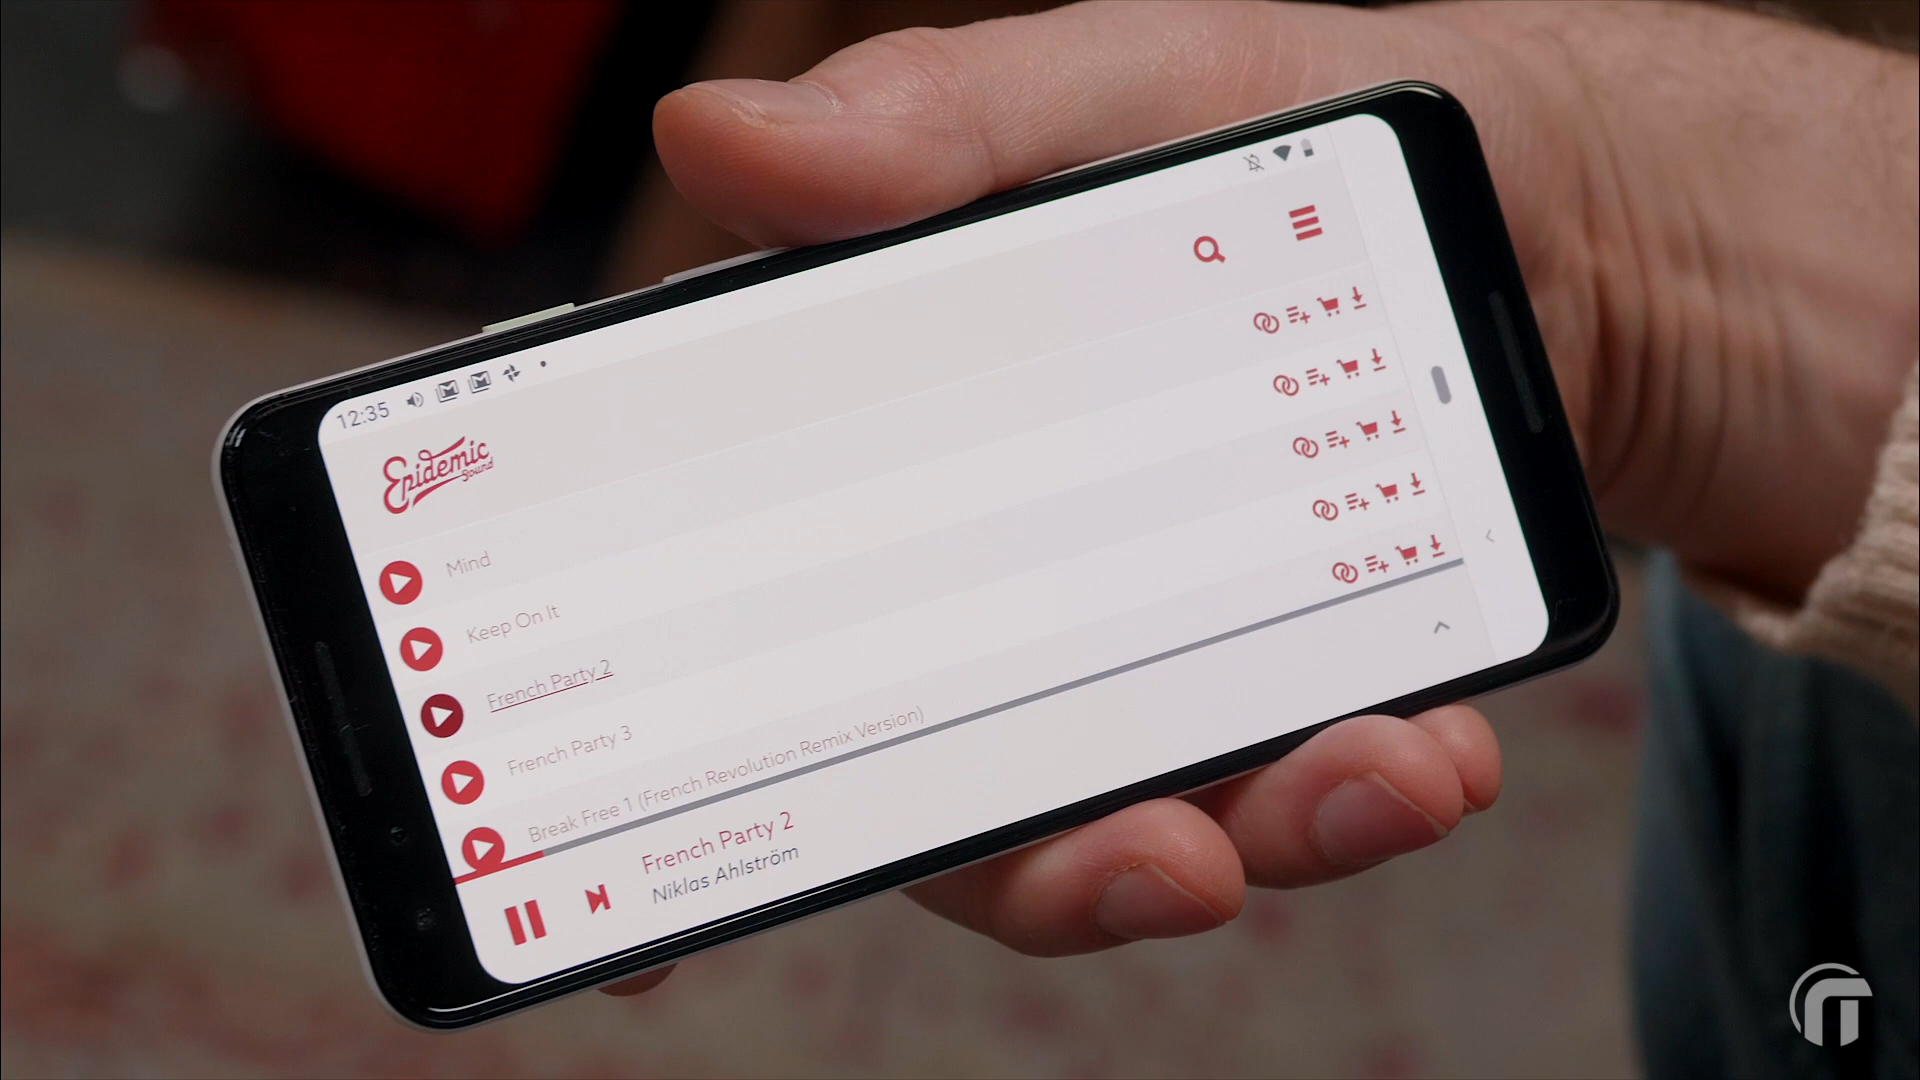 12:35
Epidemic
Sound
Mind
Keep On It
French Party 2
French Party 3
Break Free 1 (French Revolution Remix Version)
French Party 2
Niklas Ahlström